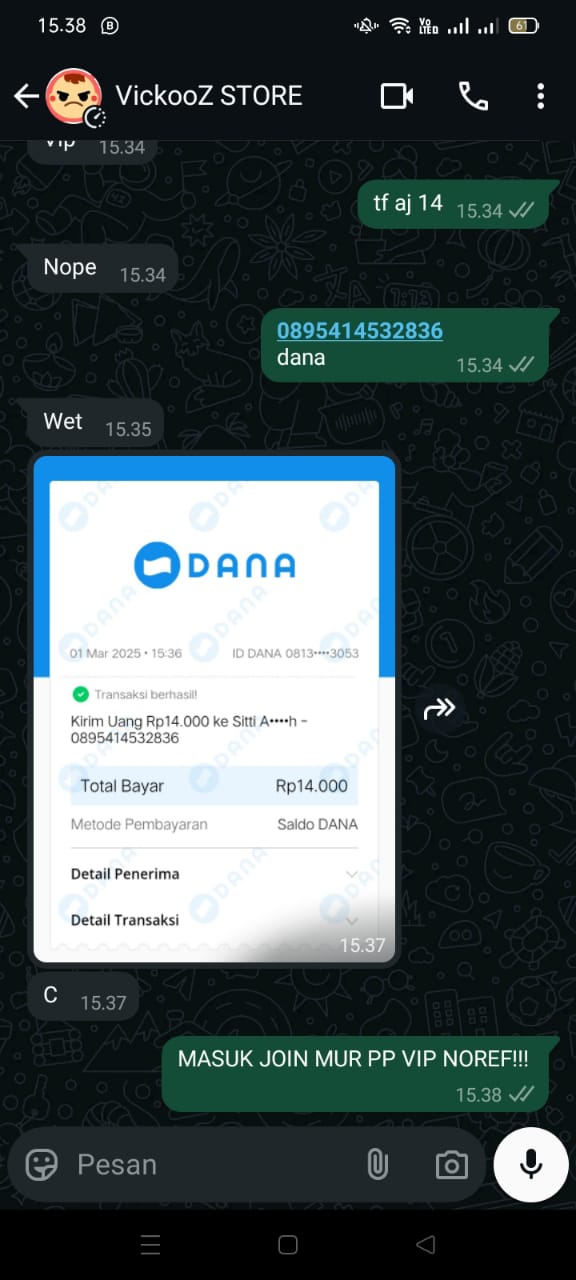 15.38
VickooZ STORE
Vip 15.34
tf aj 14 15.34
Nope 15.34
0895414532836
dana 15.34
Wet 15.35
DANA
01 Mar 2025 • 15:36 ID DANA 0813••••3053
Transaksi berhasil!
Kirim Uang Rp14.000 ke Sitti A••••h -
0895414532836
Total Bayar Rp14.000
Metode Pembayaran Saldo DANA
Detail Penerima
Detail Transaksi
15.37
C 15.37
MASUK JOIN MUR PP VIP NOREF!!!
15.38
Pesan